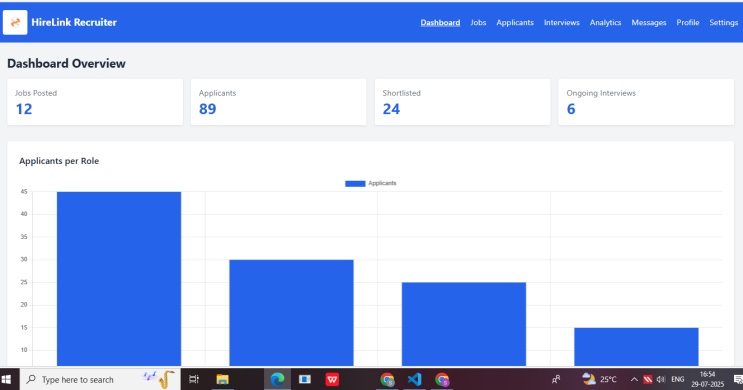 HireLink Recruiter
Dashboard Jobs Applicants Interviews Analytics Messages Profile Settings
Dashboard Overview
Jobs Posted
12
Applicants
89
Shortlisted
24
Ongoing Interviews
6
Applicants per Role
Applicants
45
40
35
30
25
20
15
10
Type here to search
W
25°C
ENG
16:54
29-07-2025